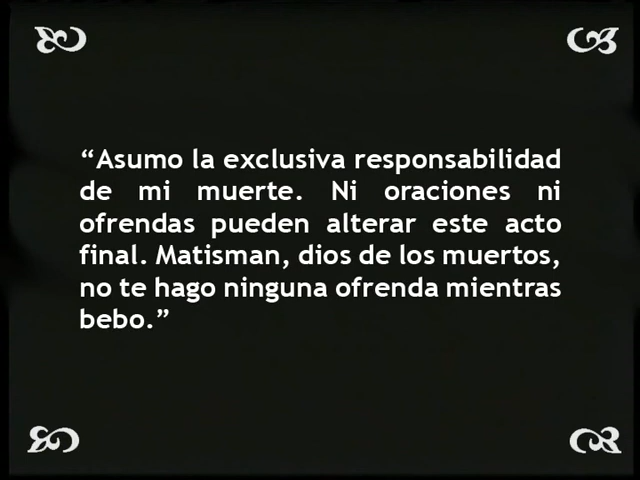 “Asumo la exclusiva responsabilidad
de mi muerte. Ni oraciones ni
ofrendas pueden alterar este acto
final. Matisman, dios de los muertos,
no te hago ninguna ofrenda mientras
bebo.”